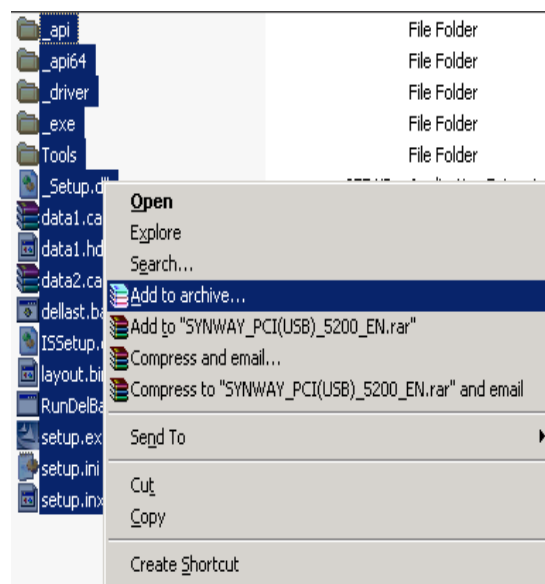 _api File Folder
_api64 File Folder
_driver File Folder
_exe File Folder
Tools File Folder
_Setup.d
data1.ca
data1.hd
data2.ca
dellast.ba
ISSetup.
layout.bi
RunDelBa
setup.ex
setup.ini
setup.inx
Open
Explore
Search...
Add to archive...
Add to "SYNWAY_PCI(USB)_5200_EN.rar"
Compress and email...
Compress to "SYNWAY_PCI(USB)_5200_EN.rar" and email
Send To
Cut
Copy
Create Shortcut